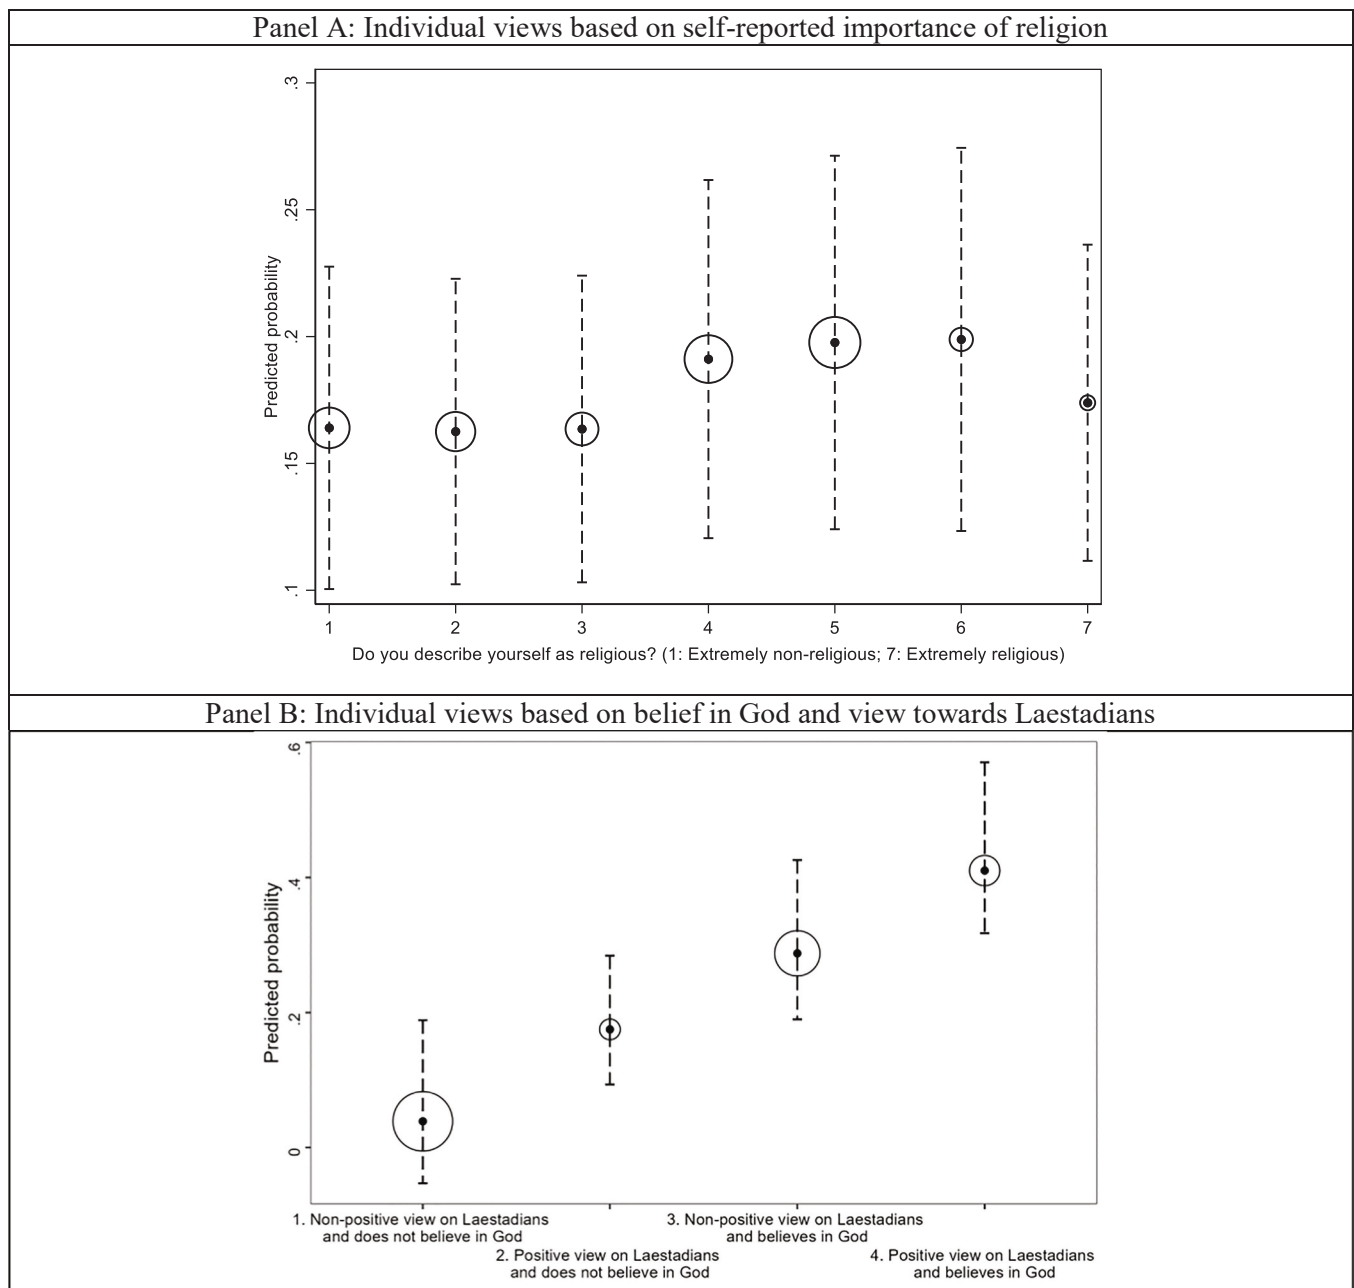 Panel A: Individual views based on self-reported importance of religion
.3
.25
.2
.15
.1
Predicted probability
1 2 3 4 5 6 7
Do you describe yourself as religious? (1: Extremely non-religious; 7: Extremely religious)
Panel B: Individual views based on belief in God and view towards Laestadians
.6
.4
.2
0
Predicted probability
1. Non-positive view on Laestadians
and does not believe in God
2. Positive view on Laestadians
and does not believe in God
3. Non-positive view on Laestadians
and believes in God
4. Positive view on Laestadians
and believes in God